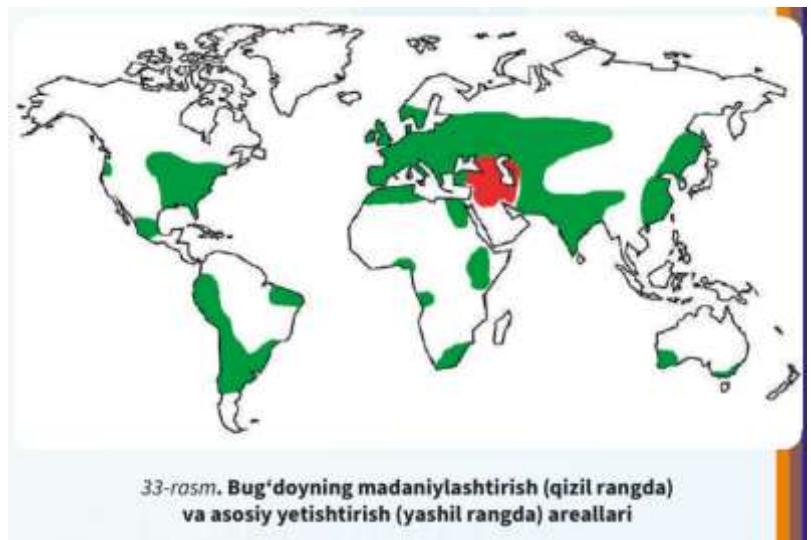 33-rasm. Bug‘doyning madaniylashtirish (qizil rangda)
va asosiy yetishtirish (yashil rangda) areallari